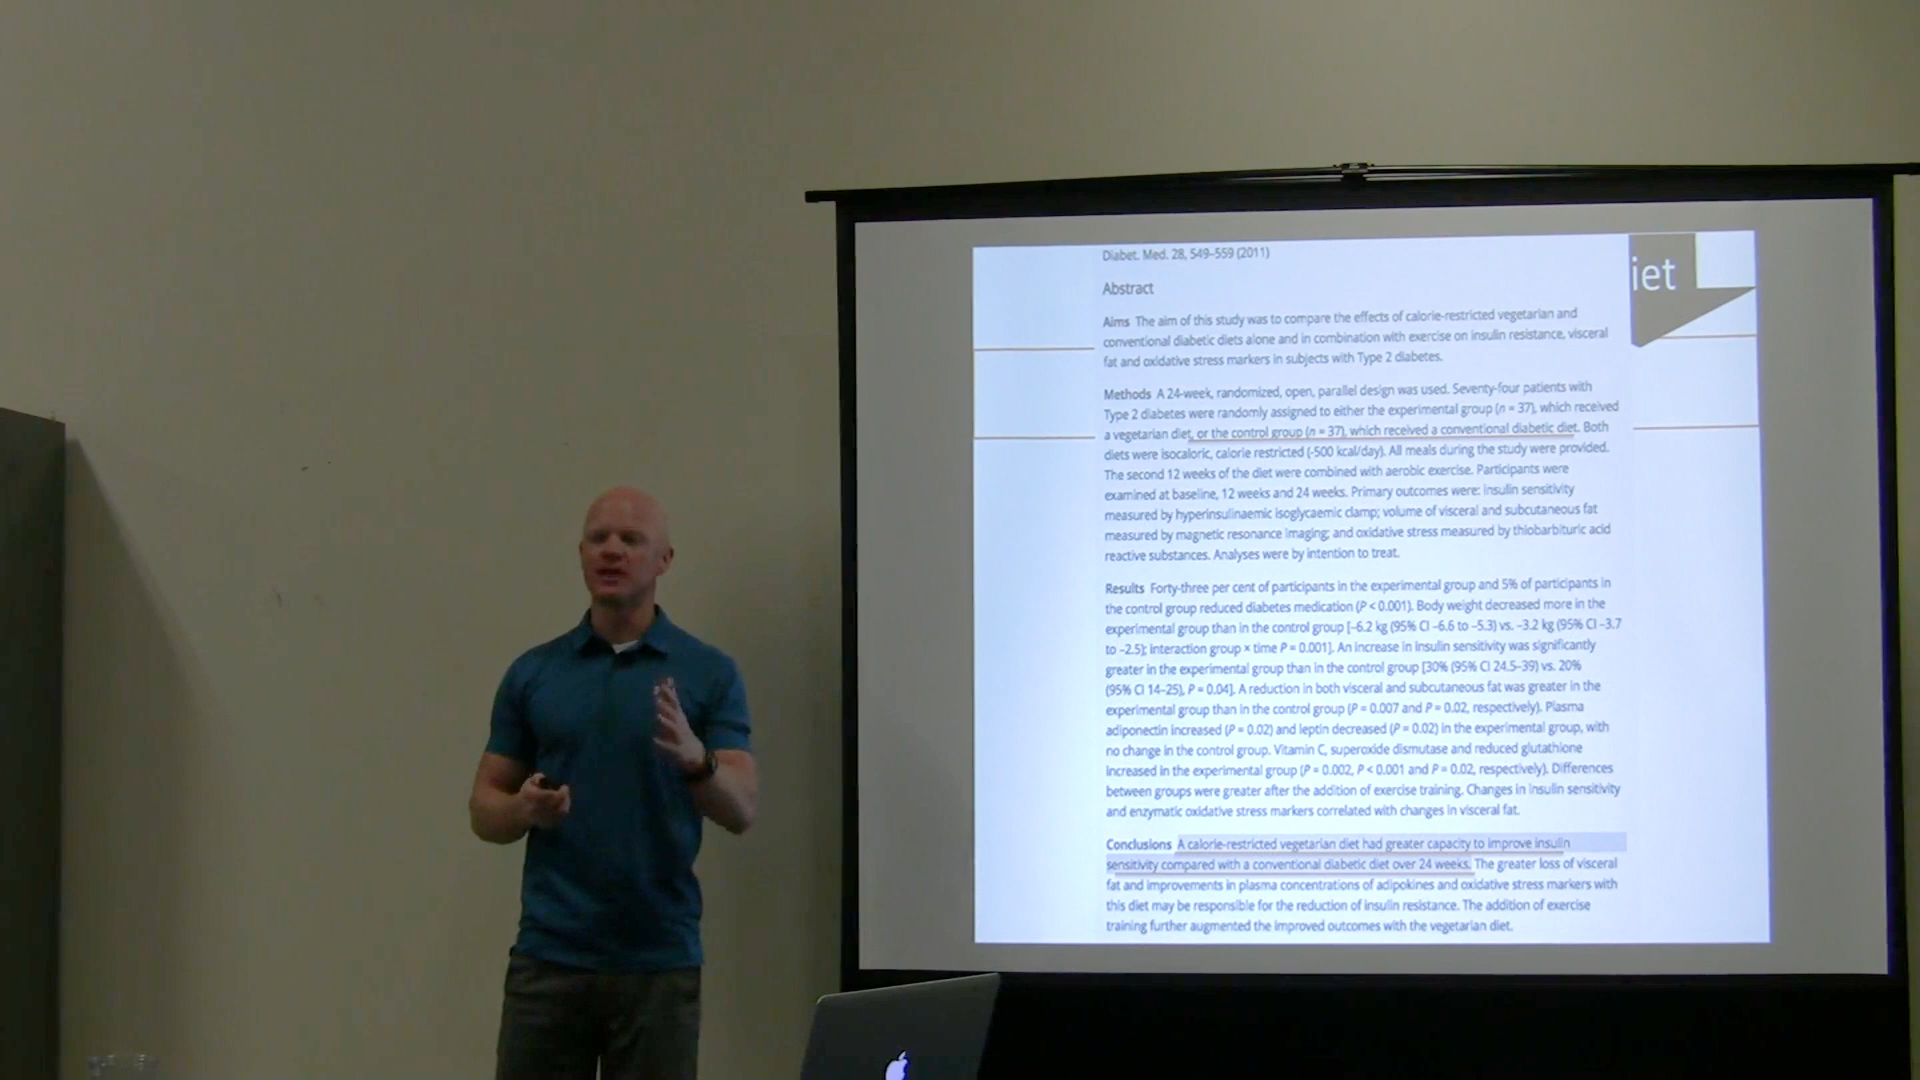 Diabet. Med. 28, 549–559 (2011)
iet
Abstract
Aims The aim of this study was to compare the effects of calorie-restricted vegetarian and
conventional diabetic diets alone and in combination with exercise on insulin resistance, visceral
fat and oxidative stress markers in subjects with Type 2 diabetes.
Methods A 24-week, randomized, open, parallel design was used. Seventy-four patients with
Type 2 diabetes were randomly assigned to either the experimental group (n = 37), which received
a vegetarian diet, or the control group (n = 37), which received a conventional diabetic diet. Both
diets were isocaloric, calorie restricted (-500 kcal/day). All meals during the study were provided.
The second 12 weeks of the diet were combined with aerobic exercise. Participants were
examined at baseline, 12 weeks and 24 weeks. Primary outcomes were: insulin sensitivity
measured by hyperinsulinaemic isoglycaemic clamp; volume of visceral and subcutaneous fat
measured by magnetic resonance imaging; and oxidative stress measured by thiobarbituric acid
reactive substances. Analyses were by intention to treat.
Results Forty-three per cent of participants in the experimental group and 5% of participants in
the control group reduced diabetes medication (P < 0.001). Body weight decreased more in the
experimental group than in the control group [–6.2 kg (95% CI –6.6 to –5.3) vs. –3.2 kg (95% CI –3.7
to –2.5); interaction group × time P = 0.001]. An increase in insulin sensitivity was significantly
greater in the experimental group than in the control group [30% (95% CI 24.5–39) vs. 20%
(95% CI 14–25), P = 0.04]. A reduction in both visceral and subcutaneous fat was greater in the
experimental group than in the control group (P = 0.007 and P = 0.02, respectively). Plasma
adiponectin increased (P = 0.02) and leptin decreased (P = 0.02) in the experimental group, with
no change in the control group. Vitamin C, superoxide dismutase and reduced glutathione
increased in the experimental group (P = 0.002, P < 0.001 and P = 0.02, respectively). Differences
between groups were greater after the addition of exercise training. Changes in insulin sensitivity
and enzymatic oxidative stress markers correlated with changes in visceral fat.
Conclusions A calorie-restricted vegetarian diet had greater capacity to improve insulin
sensitivity compared with a conventional diabetic diet over 24 weeks. The greater loss of visceral
fat and improvements in plasma concentrations of adipokines and oxidative stress markers with
this diet may be responsible for the reduction of insulin resistance. The addition of exercise
training further augmented the improved outcomes with the vegetarian diet.